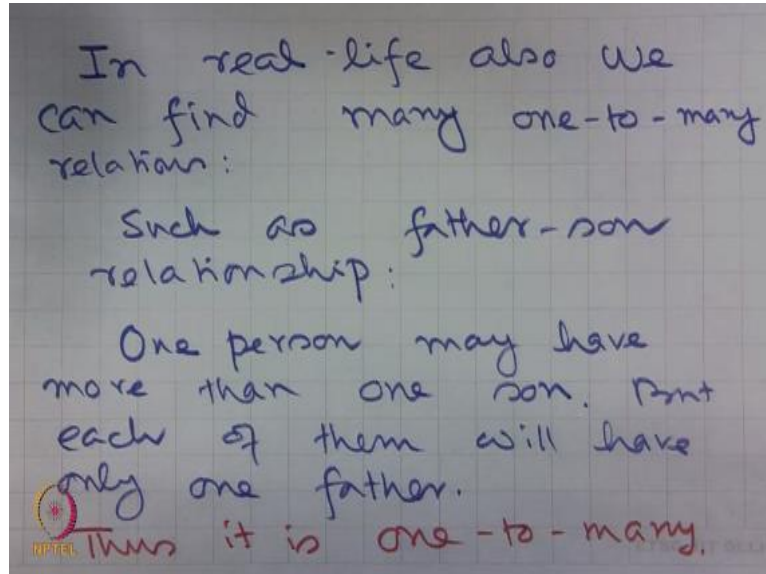 In real-life also we
can find many one-to-many
relation:
Such as father-son
relationship:
One person may have
more than one son. But
each of them will have
only one father.
NPTEL Thus it is one-to-many.